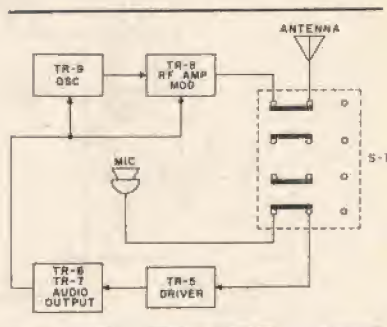 ANTENNA
TR-9
OSC
TR-8
RF AMP
MOD
MIC
TR-6
TR-7
AUDIO
OUTPUT
TR-5
DRIVER